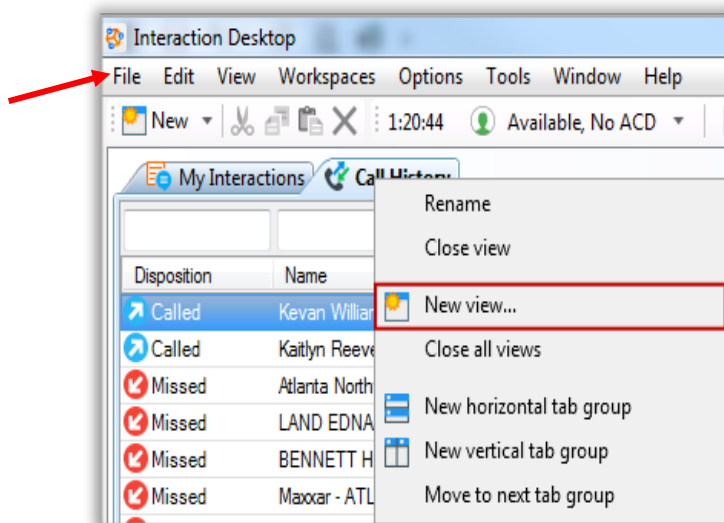 Interaction Desktop
File Edit View Workspaces Options Tools Window Help
New 1:20:44 Available, No ACD
My Interactions Call History
Rename
Close view
Disposition Name
New view...
Called Kevan
Called Kaitlyn Reeve
Close all views
Missed Atlanta North
New horizontal tab group
Missed LAND EDNA
New vertical tab group
Missed BENNETT H
Missed Maxxar - ATL
Move to next tab group